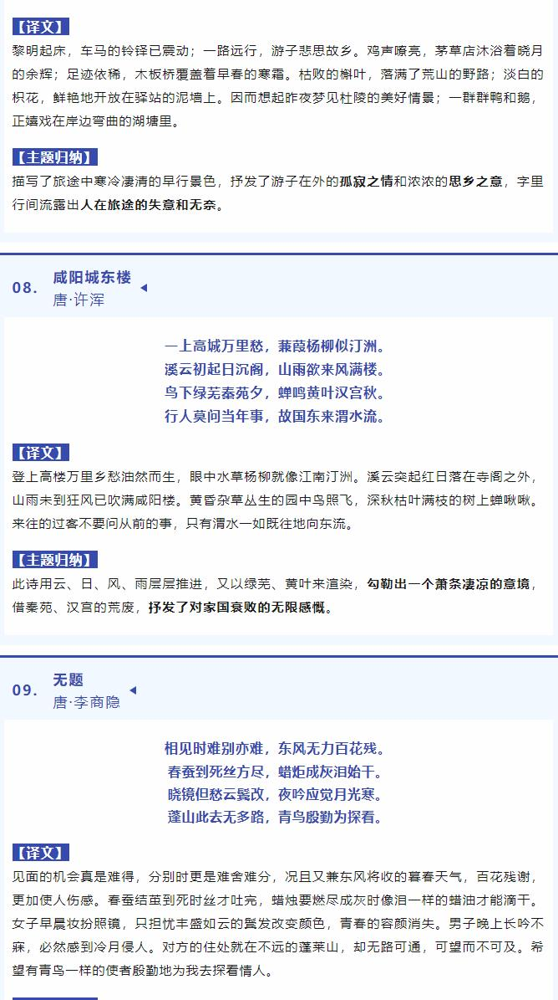 【译文】
黎明起床，车马的铃铎已震动；一路远行，游子悲思故乡。鸡声嘹亮，茅草店沐浴着晓月
的余辉；足迹依稀，木板桥覆盖着早春的寒霜。枯败的槲叶，落满了荒山的野路；淡白的
枳花，鲜艳地开放在驿站的泥墙上。因而想起昨夜梦见杜陵的美好情景；一群群鸭和鹅，
正嬉戏在岸边弯曲的湖塘里。
【主题归纳】
描写了旅途中寒冷凄清的早行景色，抒发了游子在外的孤寂之情和浓浓的思乡之意，字里
行间流露出人在旅途的失意和无奈。
08.
咸阳城东楼
唐·许浑
一上高城万里愁，蒹葭杨柳似汀洲。
溪云初起日沉阁，山雨欲来风满楼。
鸟下绿芜秦苑夕，蝉鸣黄叶汉宫秋。
行人莫问当年事，故国东来渭水流。
【译文】
登上高楼万里乡愁油然而生，眼中水草杨柳就像江南汀洲。溪云突起红日落在寺阁之外，
山雨未到狂风已吹满咸阳楼。黄昏杂草丛生的园中鸟照飞，深秋枯叶满枝的树上蝉啾啾。
来往的过客不要问从前的事，只有渭水一如既往地向东流。
【主题归纳】
此诗用云、日、风、雨层层推进，又以绿芜、黄叶来渲染，勾勒出一个萧条凄凉的意境，
借秦苑、汉宫的荒废，抒发了对家国衰败的无限感慨。
09.
无题
唐·李商隐
相见时难别亦难，东风无力百花残。
春蚕到死丝方尽，蜡炬成灰泪始干。
晓镜但愁云鬓改，夜吟应觉月光寒。
蓬山此去无多路，青鸟殷勤为探看。
【译文】
见面的机会真是难得，分别时更是难舍难分，况且又兼东风将收的暮春天气，百花残谢，
更加使人伤感。春蚕结茧到死时丝才吐完，蜡烛要燃尽成灰时像泪一样的蜡油才能滴干。
女子早晨妆扮照镜，只担忧丰盛如云的鬓发改变颜色，青春的容颜消失。男子晚上长吟不
寐，必然感到冷月侵人。对方的住处就在不远的蓬莱山，却无路可通，可望而不可及。希
望有青鸟一样的使者殷勤地为我去探看情人。